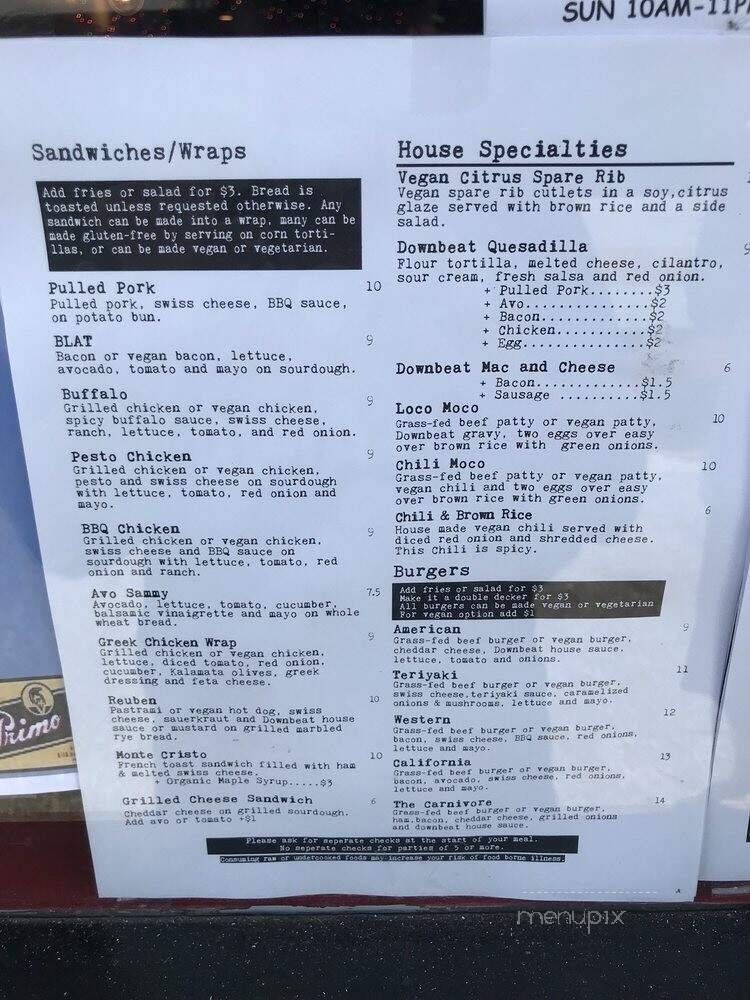 SUN 10AM-11P
Sandwiches/Wraps
Add fries or salad for $3. Bread is
toasted unless requested otherwise. Any
sandwich can be made into a wrap, many can be
made gluten-free by serving on corn torti-
llas, or can be made vegan or vegetarian.
Pulled Pork 10
Pulled pork, swiss cheese, BBQ sauce,
on potato bun.
BLAT 9
Bacon or vegan bacon, lettuce,
avocado, tomato and mayo on sourdough.
Buffalo 9
Grilled chicken or vegan chicken,
spicy buffalo sauce, swiss cheese,
ranch, lettuce, tomato, and red onion.
Pesto Chicken 9
Grilled chicken or vegan chicken,
pesto and swiss cheese on sourdough
with lettuce, tomato, red onion and
mayo.
BBQ Chicken 9
Grilled chicken or vegan chicken,
swiss cheese and BBQ sauce on
sourdough with lettuce, tomato, red
onion and ranch.
Avo Sammy 7.5
Avocado, lettuce, tomato, cucumber,
balsamic vinaigrette and mayo on whole
wheat bread.
Greek Chicken Wrap 9
Grilled chicken or vegan chicken,
lettuce, diced tomato, red onion,
cucumber, Kalamata olives, greek
dressing and feta cheese.
Reuben 10
Pastrami or vegan hot dog, swiss
cheese, sauerkraut and Downbeat house
sauce or mustard on grilled marbled
rye bread.
Monte Cristo 10
French toast sandwich filled with ham
& melted swiss cheese.
+ Organic Maple Syrup.....$3
Grilled Cheese Sandwich 6
Cheddar cheese on grilled sourdough.
Add avo or tomato +$1
House Specialties
Vegan Citrus Spare Rib
Vegan spare rib cutlets in a soy,citrus
glaze served with brown rice and a side
salad.
Downbeat Quesadilla
Flour tortilla, melted cheese, cilantro,
sour cream, fresh salsa and red onion.
+ Pulled Pork........$3
+ Avo................$2
+ Bacon..............$2
+ Chicken............$2
+ Egg................$2
Downbeat Mac and Cheese 6
+ Bacon.............$1.5
+ Sausage ..........$1.5
Loco Moco 10
Grass-fed beef patty or vegan patty,
Downbeat gravy, two eggs over easy
over brown rice with green onions.
Chili Moco 10
Grass-fed beef patty or vegan patty,
vegan chili and two eggs over easy
over brown rice with green onions.
Chili & Brown Rice 6
House made vegan chili served with
diced red onion and shredded cheese.
This Chili is spicy.
Burgers
Add fries or salad for $3
Make it a double decker for $3
All burgers can be made vegan or vegetarian
For vegan option add $1
American 9
Grass-fed beef burger or vegan burger,
cheddar cheese, Downbeat house sauce,
lettuce, tomato and onions.
Teriyaki 11
Grass-fed beef burger or vegan burger,
swiss cheese,teriyaki sauce, caramelized
onions & mushrooms, lettuce and mayo.
Western 12
Grass-fed beef burger or vegan burger,
bacon, swiss cheese, BBQ sauce, red onions,
lettuce and mayo.
California 13
Grass-fed beef burger or vegan burger,
bacon, avocado, swiss cheese, red onions,
lettuce and mayo.
The Carnivore 14
Grass-fed beef burger or vegan burger,
ham,bacon, cheddar cheese, grilled onions
and downbeat house sauce.
Please ask for seperate checks at the start of your meal.
No seperate checks for parties of 5 or more.
Consuming raw or undercooked foods may increase your risk of food borne illness.
Primo
menupix